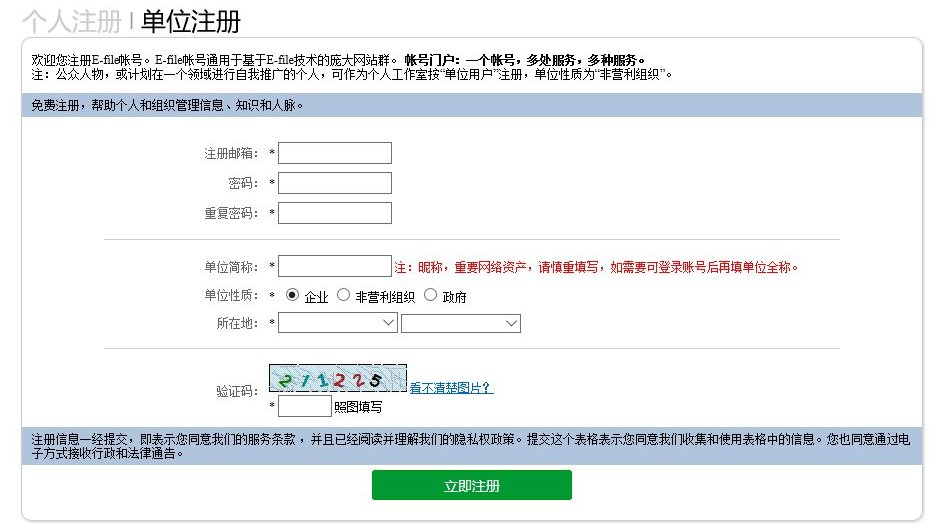 个人注册 | 单位注册
欢迎您注册E-file帐号。E-file帐号通用于基于E-file技术的庞大网站群。 帐号门户：一个帐号，多处服务，多种服务。
注：公众人物，或计划在一个领域进行自我推广的个人，可作为个人工作室按“单位用户”注册，单位性质为“非营利组织”。
免费注册，帮助个人和组织管理信息、知识和人脉。
注册邮箱： *
密码： *
重复密码： *
单位简称： * 注：昵称，重要网络资产，请慎重填写，如需要可登录账号后再填单位全称。
单位性质： * 企业 非营利组织 政府
所在地： *
211225
验证码： 看不清楚图片？
* 照图填写
注册信息一经提交，即表示您同意我们的服务条款 ，并且已经阅读并理解我们的隐私权政策。提交这个表格表示您同意我们收集和使用表格中的信息。您也同意通过电
子方式接收行政和法律通告。
立即注册